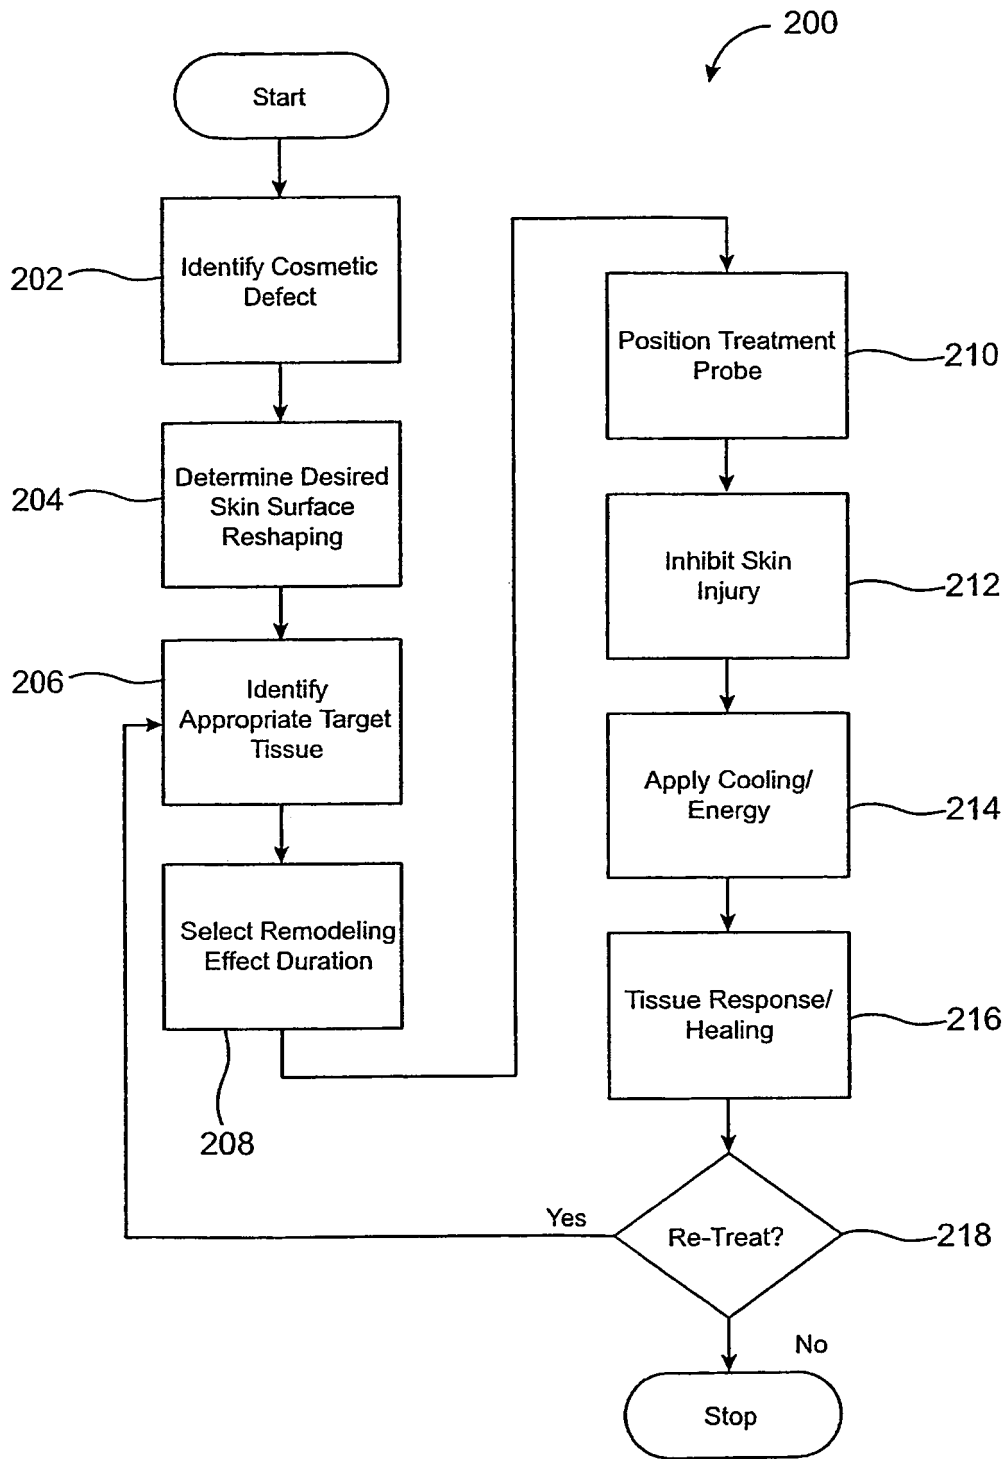 200
Start
202
Identify Cosmetic
Defect
204
Determine Desired
Skin Surface
Reshaping
206
Identify
Appropriate Target
Tissue
Select Remodeling
Effect Duration
208
Position Treatment
Probe
210
Inhibit Skin
Injury
212
Apply Cooling/
Energy
214
Tissue Response/
Healing
216
Yes
Re-Treat?
218
No
Stop